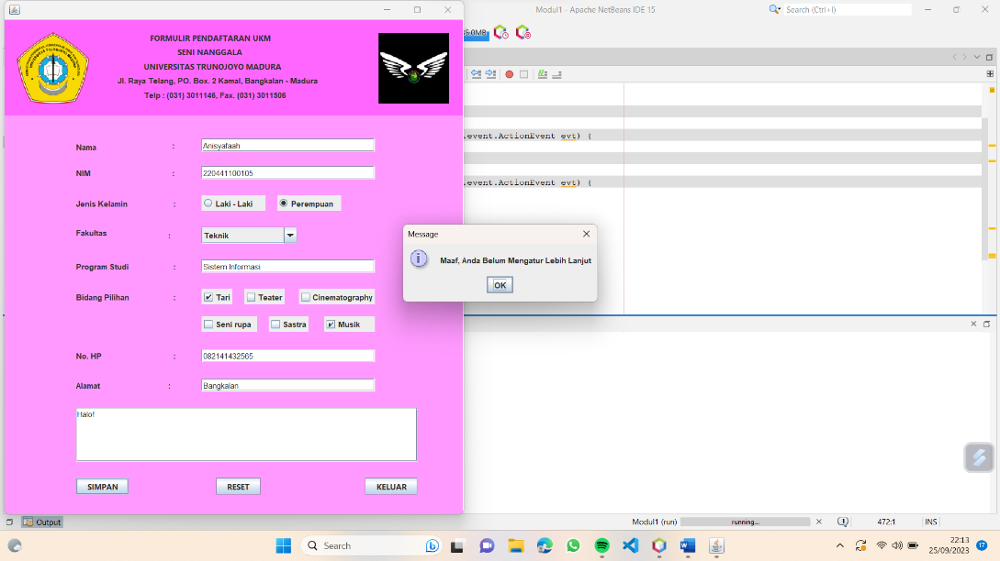 Modul1 - Apache NetBeans IDE 15
Search (Ctrl+I)
FORMULIR PENDAFTARAN UKM
SENI NANGGALA
UNIVERSITAS TRUNOJOYO MADURA
Jl. Raya Telang, PO. Box. 2 Kamal, Bangkalan - Madura
Telp : (031) 3011146, Fax. (031) 3011506
Nama : Anisyafaah
NIM : 220441100105
Jenis Kelamin : Laki - Laki Perempuan
Fakultas : Teknik
Program Studi : Sistem Informasi
Bidang Pilihan : Tari Teater Cinematography
Seni rupa Sastra Musik
No. HP : 082141432565
Alamat : Bangkalan
Halo!
SIMPAN RESET KELUAR
Message
Maaf, Anda Belum Mengatur Lebih Lanjut
OK
.event.ActionEvent evt) {
.event.ActionEvent evt) {
Output
Modul1 (run) running... 472:1 INS
Search
22:13
25/09/2023
17